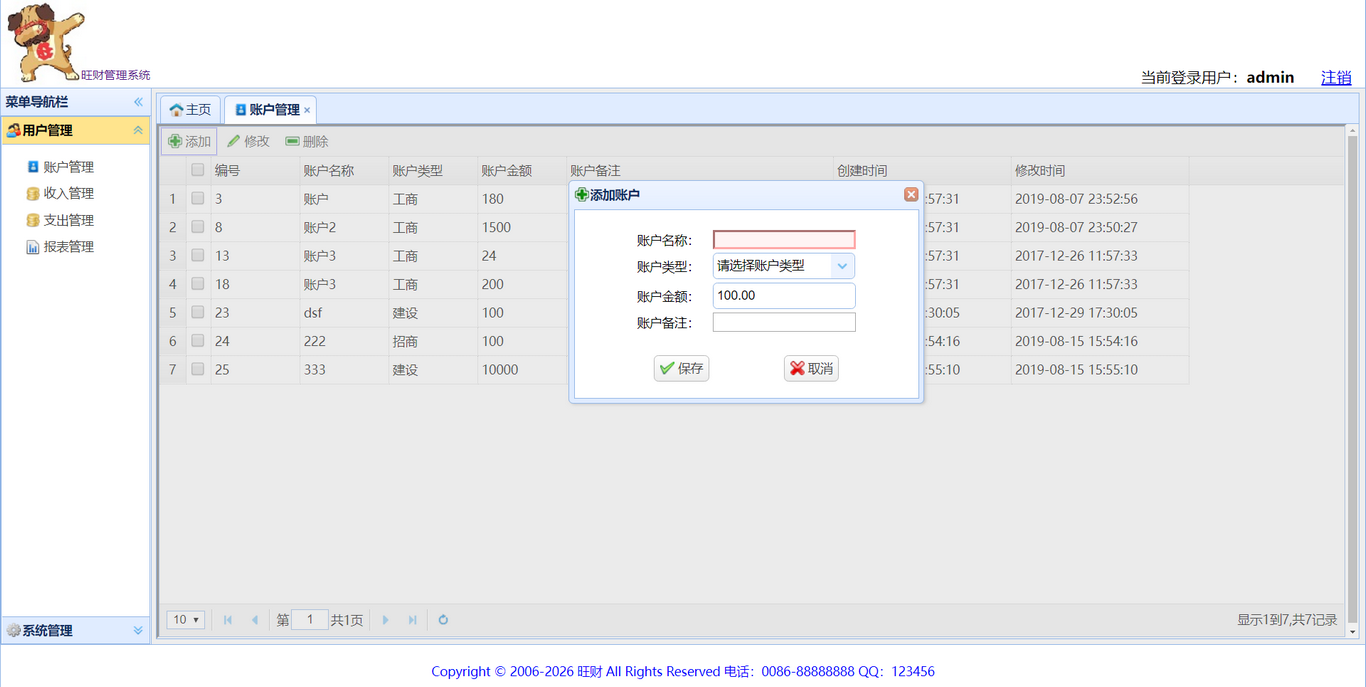 旺财管理系统
当前登录用户：admin 注销
菜单导航栏
用户管理
账户管理
收入管理
支出管理
报表管理
系统管理
主页 账户管理
添加 修改 删除
编号 账户名称 账户类型 账户金额 账户备注 创建时间 修改时间
1 3 账户 工商 180 :57:31 2019-08-07 23:52:56
2 8 账户2 工商 1500 :57:31 2019-08-07 23:50:27
3 13 账户3 工商 24 :57:31 2017-12-26 11:57:33
4 18 账户3 工商 200 :57:31 2017-12-26 11:57:33
5 23 dsf 建设 100 :30:05 2017-12-29 17:30:05
6 24 222 招商 100 :54:16 2019-08-15 15:54:16
7 25 333 建设 10000 :55:10 2019-08-15 15:55:10
添加账户
账户名称：
账户类型： 请选择账户类型
账户金额： 100.00
账户备注：
保存 取消
10 第 1 共1页 显示1到7,共7记录
Copyright © 2006-2026 旺财 All Rights Reserved 电话：0086-88888888 QQ：123456